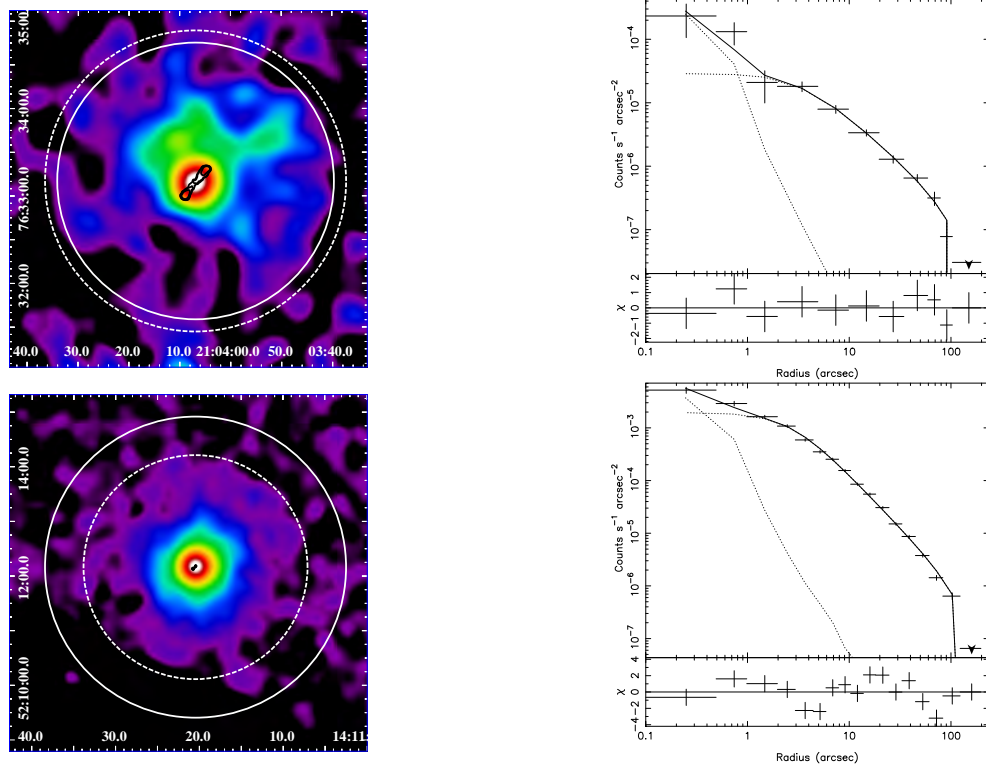 35:00
34:00.0
76:33:00.0
32:00.0
40.0 30.0 20.0 10.0 21:04:00.0 50. 03:40.0
Counts s⁻¹ arcsec⁻²
10⁻⁴
10⁻⁵
10⁻⁶
10⁻⁷
χ
2
1
0
−1
−2
0.1 1 10 100
Radius (arcsec)
14:00.0
12:00.0
52:10:00.0
40.0 30.0 20.0 10.0 14:11:
Counts s⁻¹ arcsec⁻²
10⁻³
10⁻⁴
10⁻⁵
10⁻⁶
10⁻⁷
χ
4
2
0
−2
−4
0.1 1 10 100
Radius (arcsec)